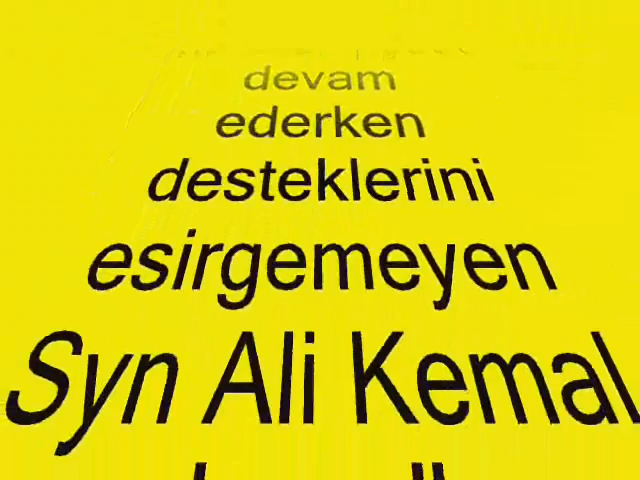 devam
ederken
desteklerini
esirgemeyen
Syn Ali Kemal